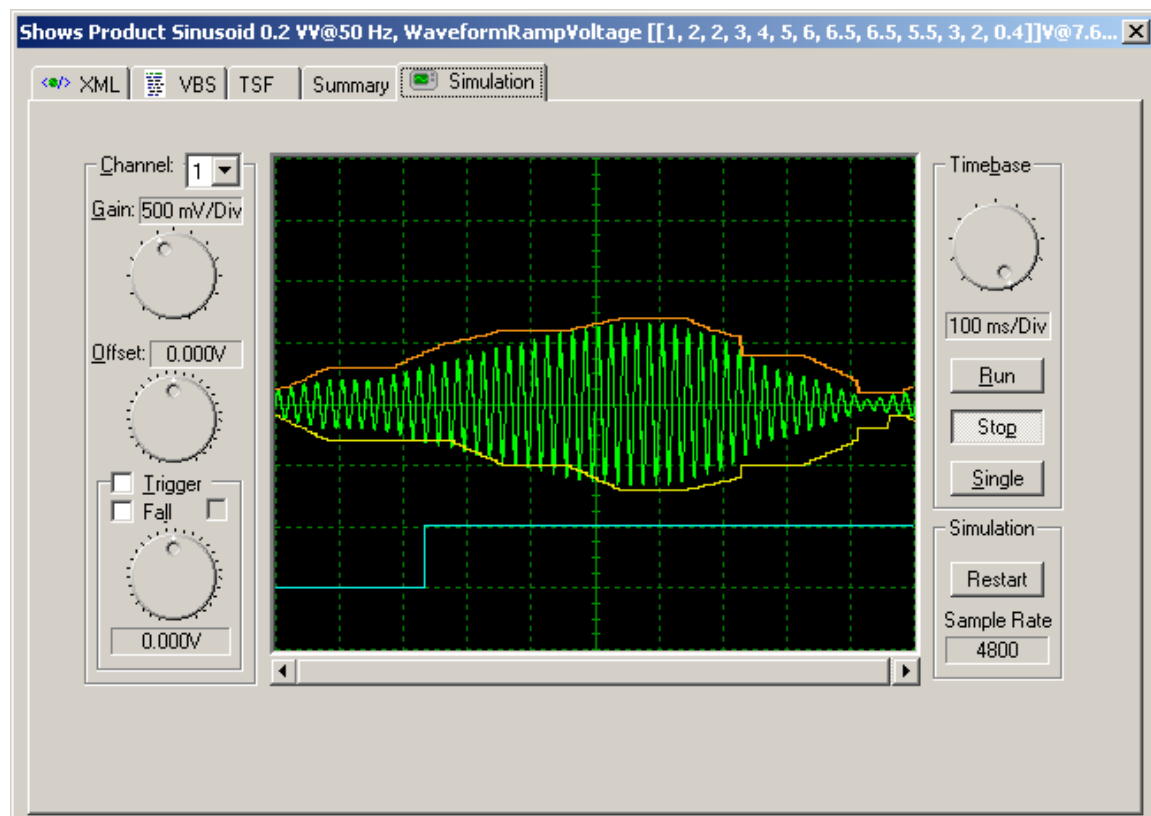 Shows Product Sinusoid 0.2 VV@50 Hz, WaveformRampVoltage [[1, 2, 2, 3, 4, 5, 6, 6.5, 6.5, 5.5, 3, 2, 0.4]]V@7.6...
XML VBS TSF Summary Simulation
Channel: 1
Gain: 500 mV/Div
Offset: 0.000V
Trigger
Fall
0.000V
Timebase
100 ms/Div
Run
Stop
Single
Simulation
Restart
Sample Rate
4800